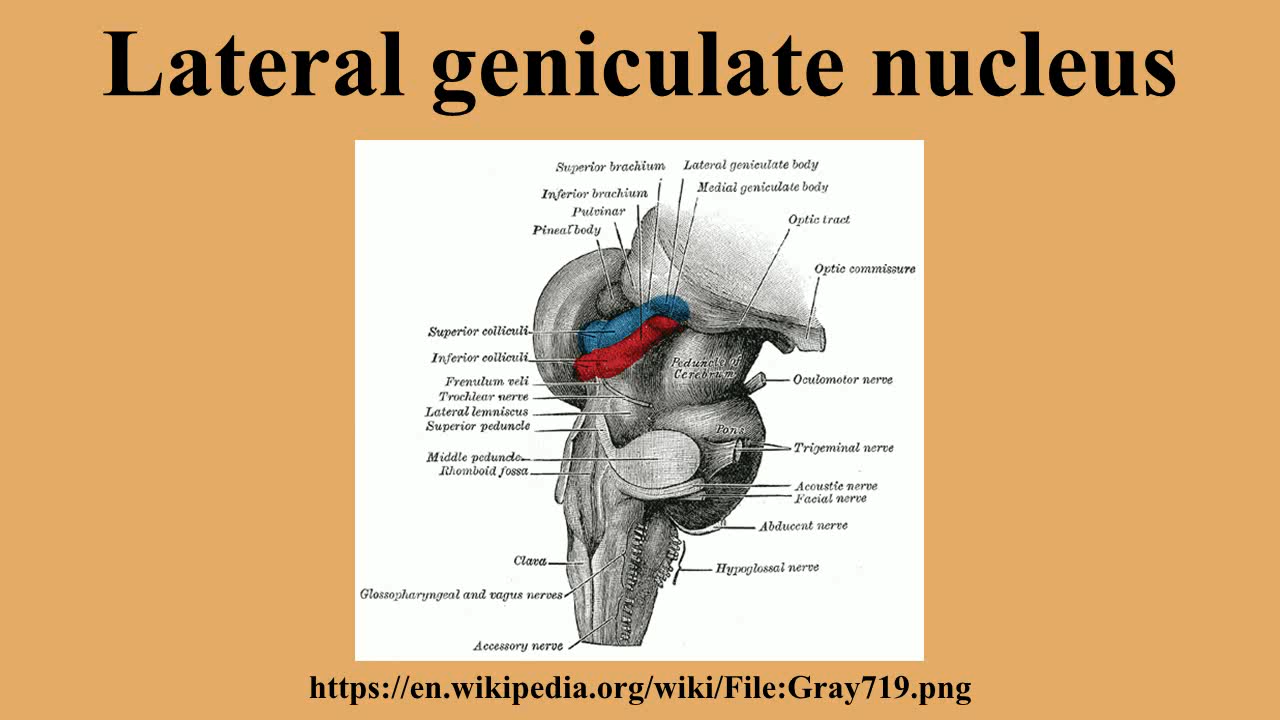 Lateral geniculate nucleus
Superior brachium
Lateral geniculate body
Inferior brachium
Medial geniculate body
Pulvinar
Optic tract
Pineal body
Optic commissure
Superior colliculi
Inferior colliculi
Peduncle of
Cerebrum
Frenulum veli
Oculomotor nerve
Trochlear nerve
Lateral lemniscus
Superior peduncle
Pons
Trigeminal nerve
Middle peduncle
Rhomboid fossa
Acoustic nerve
Facial nerve
Abducent nerve
Clava
Hypoglossal nerve
Glossopharyngeal and vagus nerves
Accessory nerve
https://en.wikipedia.org/wiki/File:Gray719.png